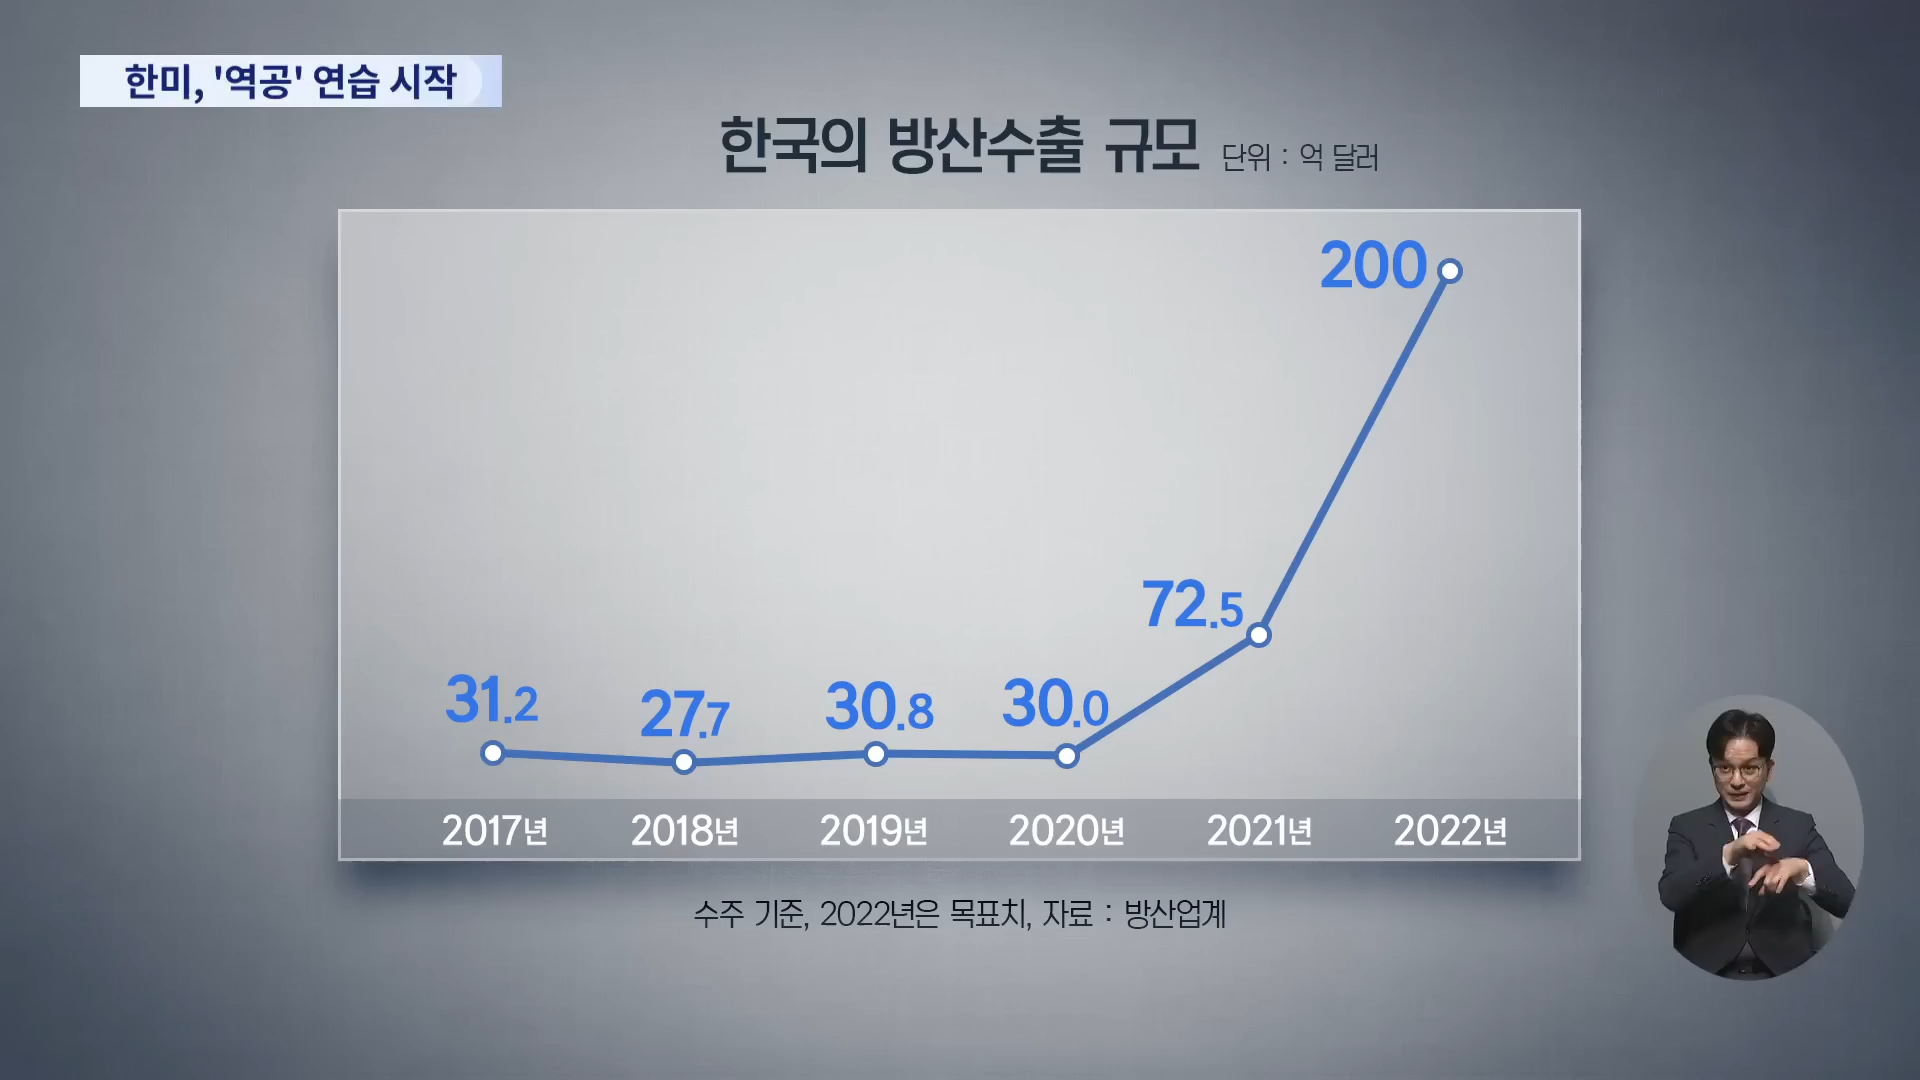 한미, '역공' 연습 시작
한국의 방산수출 규모 단위 : 억 달러
200
72.5
31.2 27.7 30.8 30.0
2017년 2018년 2019년 2020년 2021년 2022년
수주 기준, 2022년은 목표치, 자료 : 방산업계